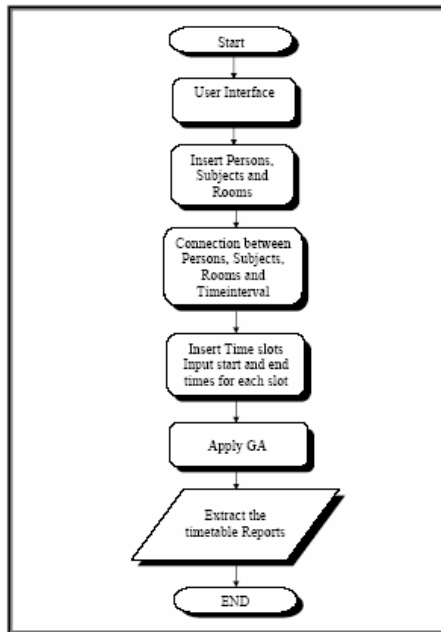 Start
User Interface
Insert Persons,
Subjects and
Rooms
Connection between
Persons, Subjects,
Rooms and
Timeinterval
Insert Time slots
Input start and end
times for each slot
Apply GA
Extract the
timetable Reports
END